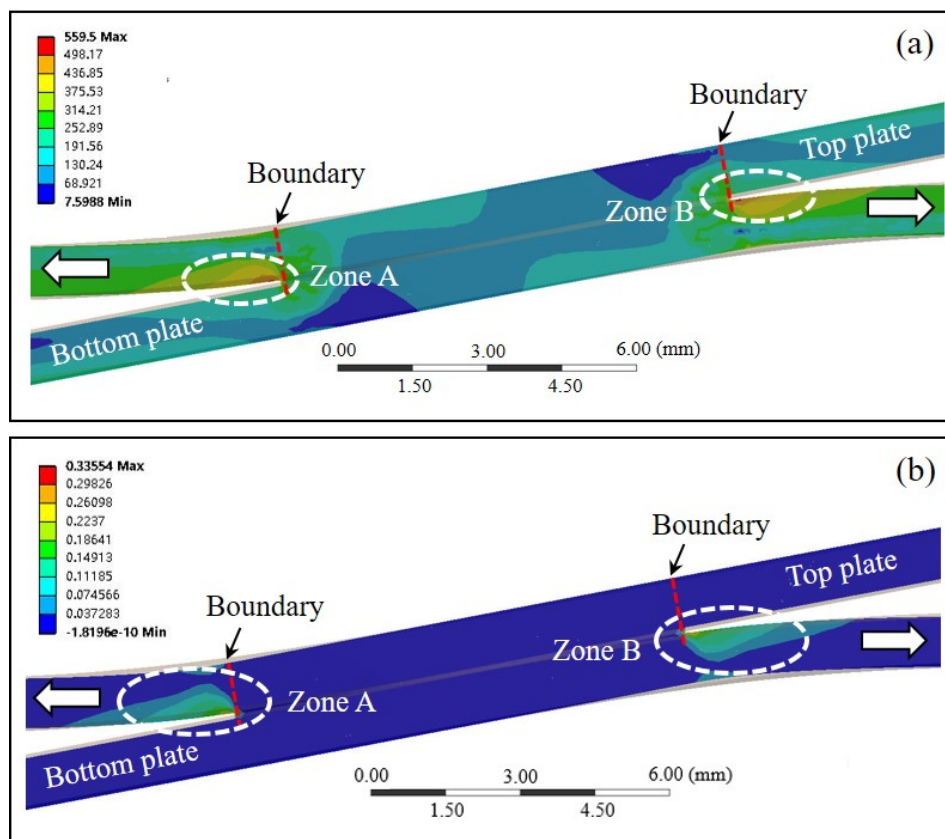 (a)
559.5 Max
498.17
436.85
375.53
314.21
252.89
191.56
130.24
68.921
7.5988 Min
Boundary
Top plate
Boundary
Zone B
Zone A
Bottom plate
0.00 3.00 6.00 (mm)
1.50 4.50
(b)
0.33554 Max
0.29826
0.26098
0.2237
0.18641
0.14913
0.11185
0.074566
0.037283
-1.8196e-10 Min
Boundary
Top plate
Boundary
Zone B
Zone A
Bottom plate
0.00 3.00 6.00 (mm)
1.50 4.50